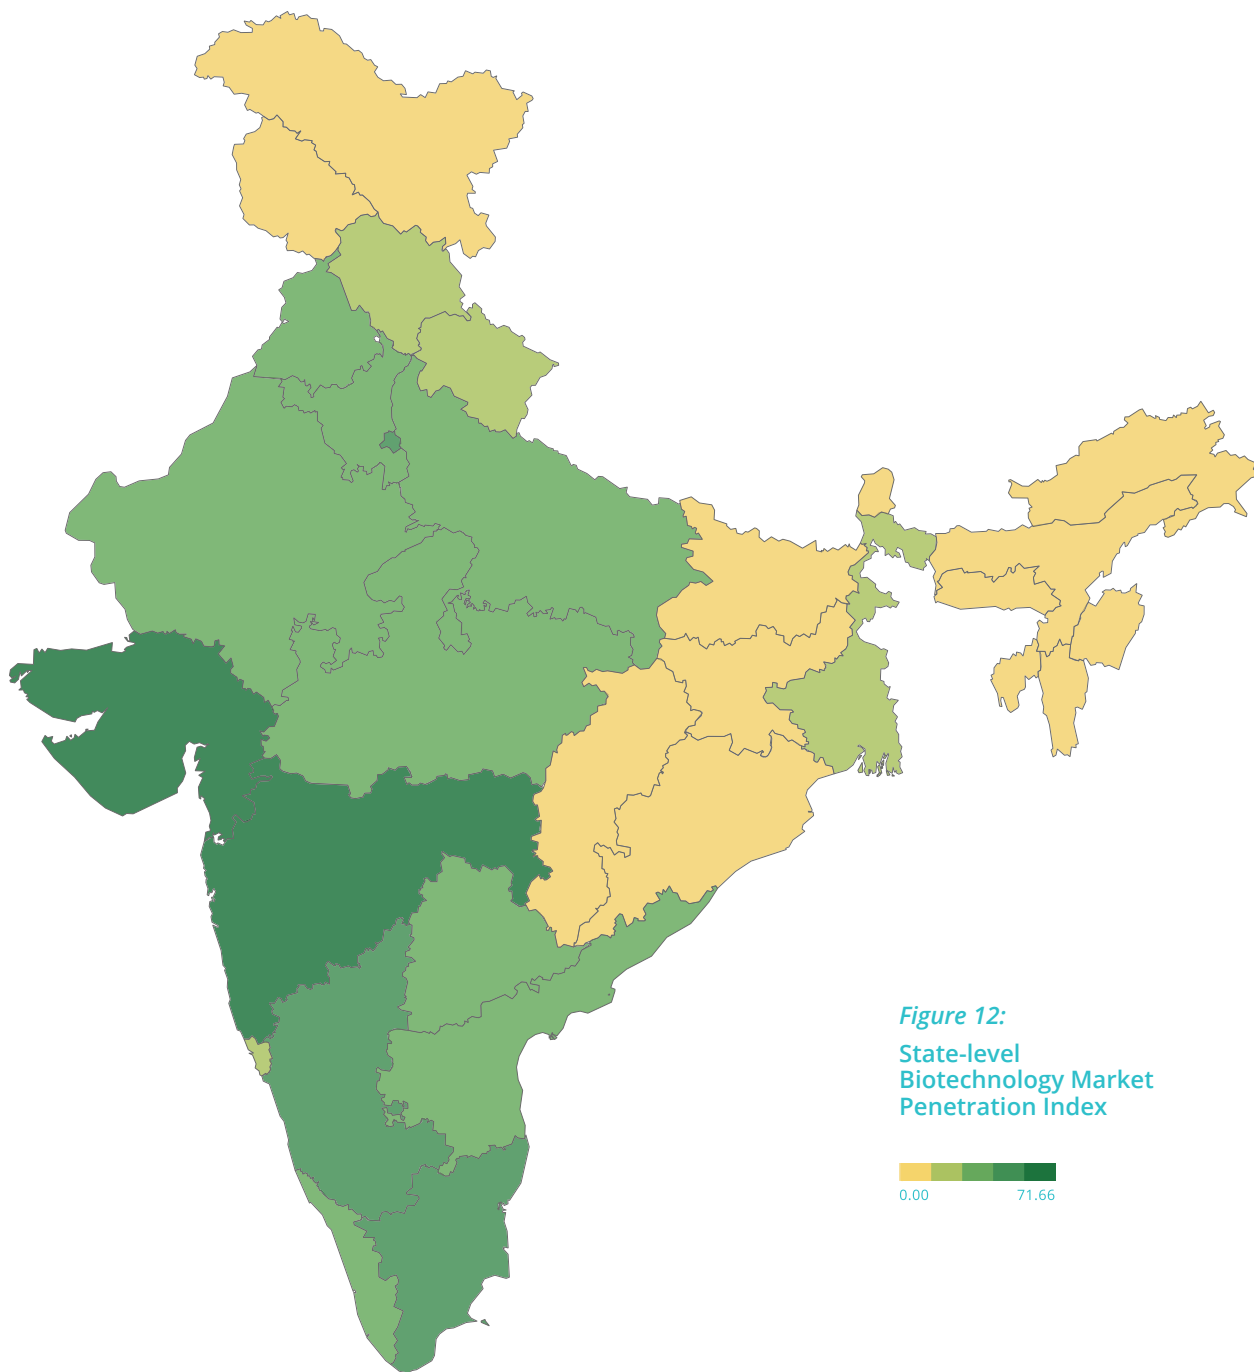 Figure 12:
State-level
Biotechnology Market
Penetration Index
0.00 71.66